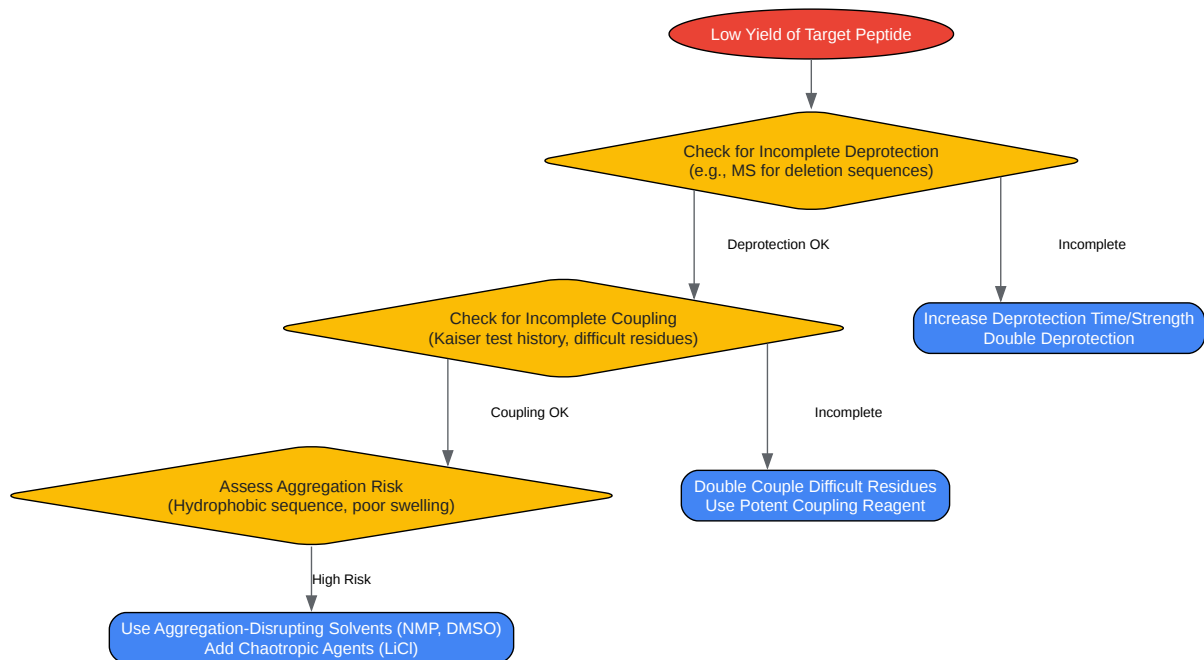 Low Yield of Target Peptide
Check for Incomplete Deprotection
(e.g., MS for deletion sequences)
Deprotection OK
Incomplete
Increase Deprotection Time/Strength
Double Deprotection
Check for Incomplete Coupling
(Kaiser test history, difficult residues)
Coupling OK
Incomplete
Double Couple Difficult Residues
Use Potent Coupling Reagent
Assess Aggregation Risk
(Hydrophobic sequence, poor swelling)
High Risk
Use Aggregation-Disrupting Solvents (NMP, DMSO)
Add Chaotropic Agents (LiCl)